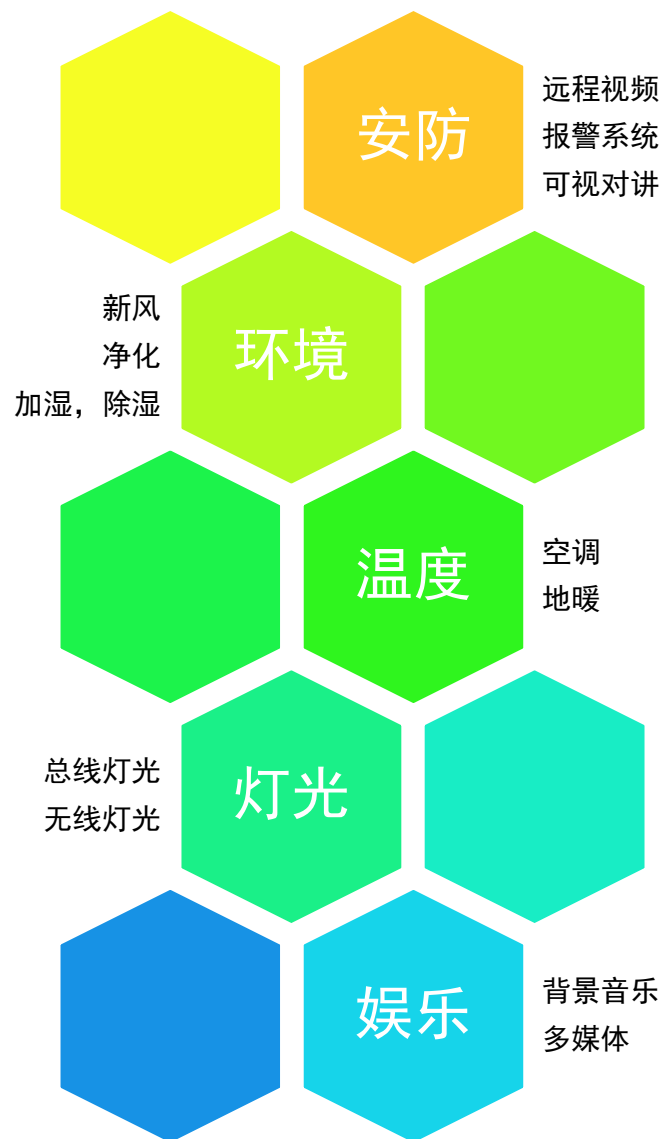 安防
远程视频
报警系统
可视对讲
环境
新风
净化
加湿，除湿
温度
空调
地暖
灯光
总线灯光
无线灯光
娱乐
背景音乐
多媒体